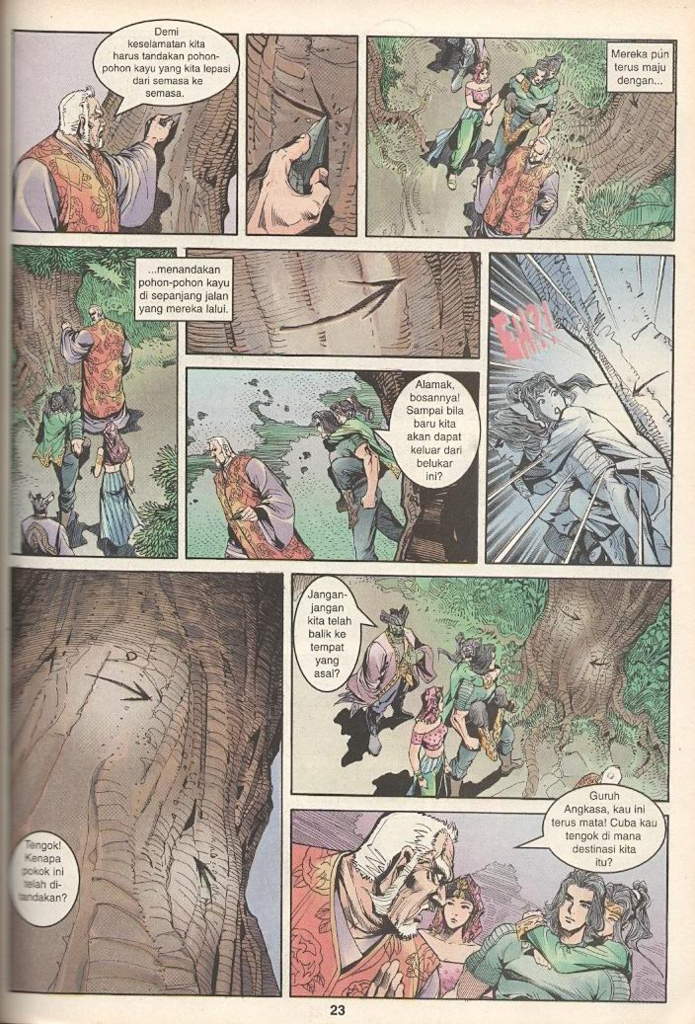 Demi
keselamatan kita
harus tandakan pohon-
pohon kayu yang kita lepasi
dari semasa ke
semasa.
Mereka pun
terus maju
dengan...
...menandakan
pohon-pohon kayu
di sepanjang jalan
yang mereka lalui.
Alamak,
bosannya!
Sampai bila
baru kita
akan dapat
keluar dari
belukar
ini?
EH?!
Tengok!
Kenapa
pokok ini
telah di-
tandakan?
Jangan-
jangan kita
telah
balik ke
tempat
yang
asal?
Guruh
Angkasa, kau ini
terus mata! Cuba kau
tengok di mana
destinasi kita
itu?
23